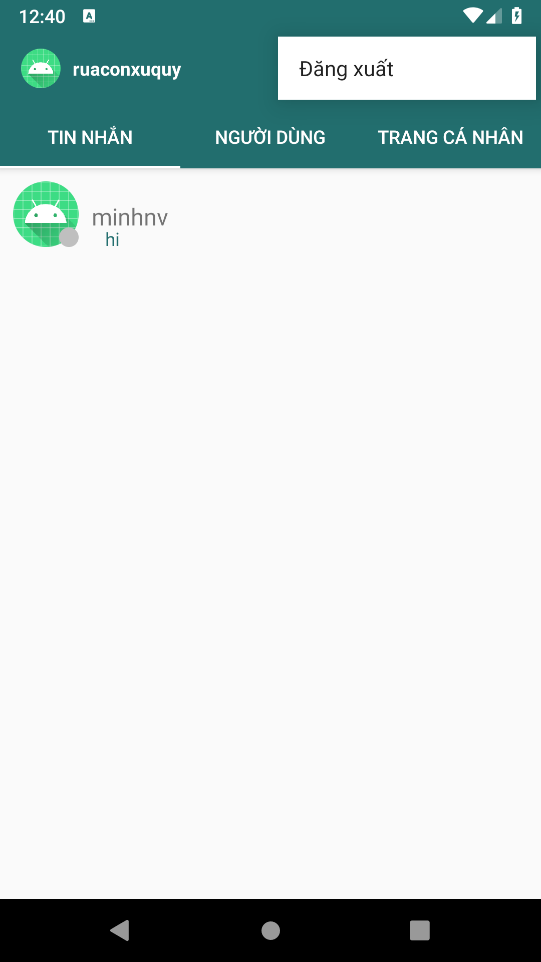 12:40
ruaconxuquy
Đăng xuất
TIN NHẮN
NGƯỜI DÙNG
TRANG CÁ NHÂN
minhnv
hi